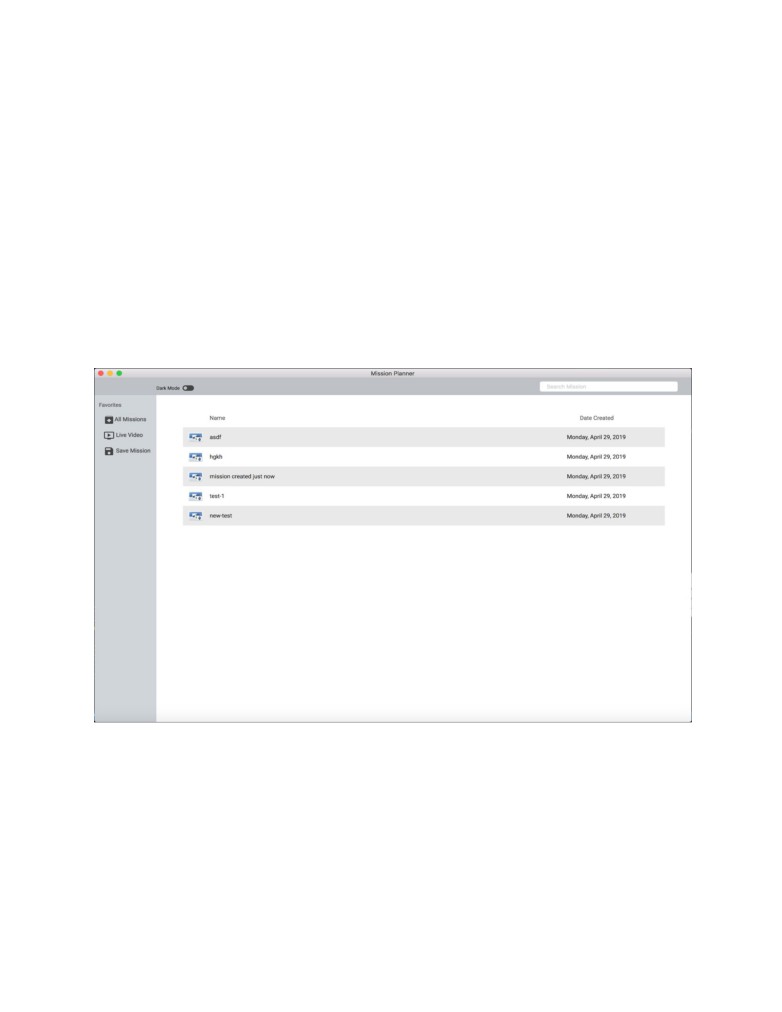 Mission Planner
Dark Mode
Search Mission
Favorites
All Missions
Live Video
Save Mission
Name Date Created
asdf Monday, April 29, 2019
hgkh Monday, April 29, 2019
mission created just now Monday, April 29, 2019
test-1 Monday, April 29, 2019
new-test Monday, April 29, 2019